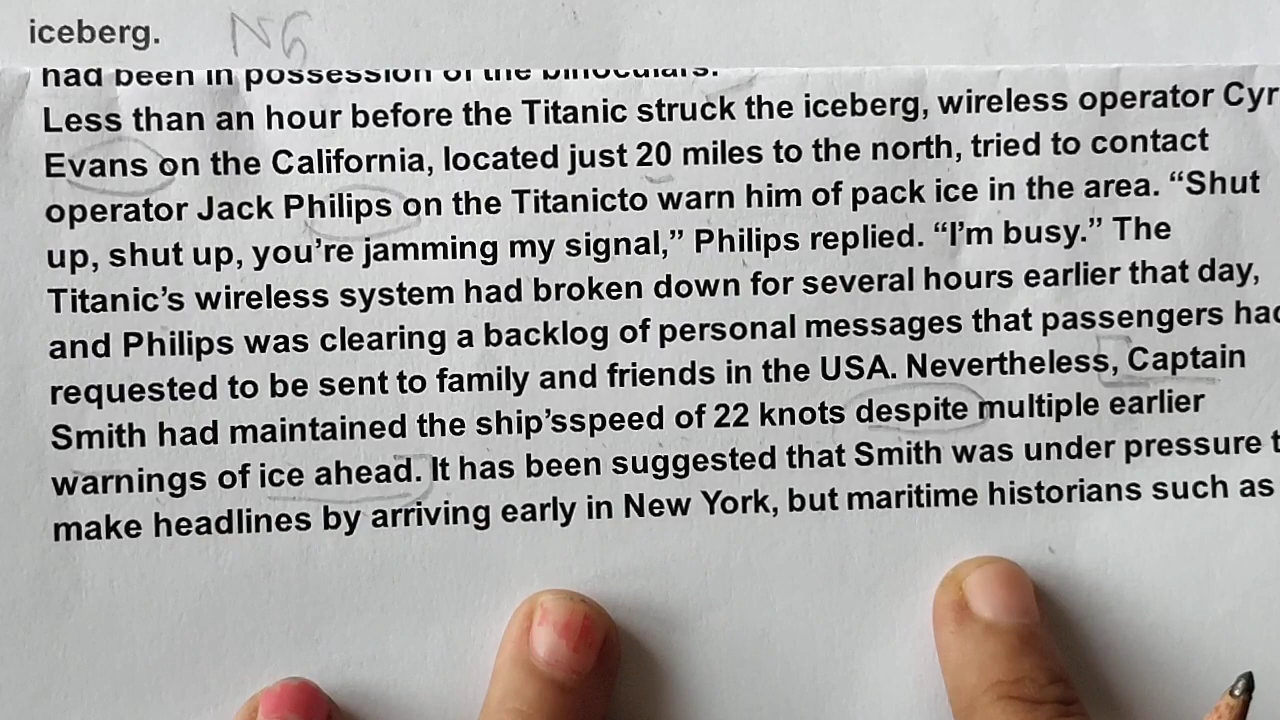 iceberg. NG
had been in possession of the binoculars.
Less than an hour before the Titanic struck the iceberg, wireless operator Cyr
Evans on the California, located just 20 miles to the north, tried to contact
operator Jack Philips on the Titanicto warn him of pack ice in the area. “Shut
up, shut up, you’re jamming my signal,” Philips replied. “I’m busy.” The
Titanic’s wireless system had broken down for several hours earlier that day,
and Philips was clearing a backlog of personal messages that passengers had
requested to be sent to family and friends in the USA. Nevertheless, Captain
Smith had maintained the ship’sspeed of 22 knots despite multiple earlier
warnings of ice ahead. It has been suggested that Smith was under pressure t
make headlines by arriving early in New York, but maritime historians such as